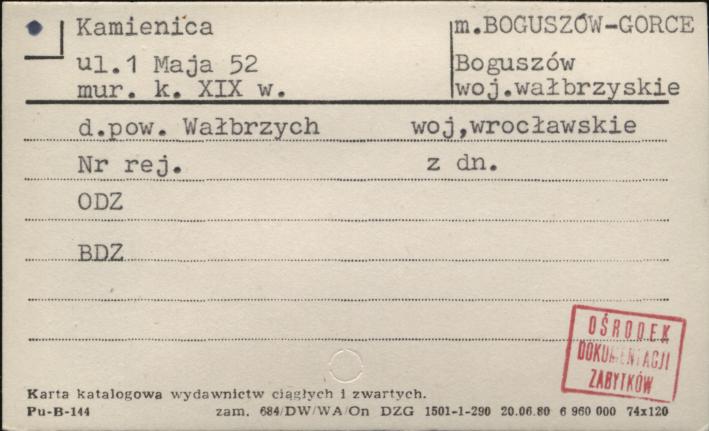 Kamienica m.BOGUSZÓW-GORCE
ul.1 Maja 52 Boguszów
mur. k. XIX w. woj.wałbrzyskie
d.pow. Wałbrzych woj,wrocławskie
Nr rej. z dn.
ODZ
BDZ
OŚRODEK
DOKUMENTACJI
ZABYTKÓW
Karta katalogowa wydawnictw ciągłych i zwartych.
Pu-B-144 zam. 684/DW/WA/On DZG 1501-1-290 20.06.80 6 960 000 74x120